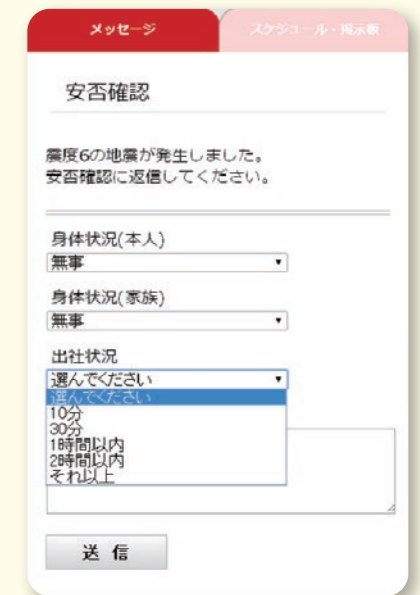 メッセージ
スケジュール・掲示板
安否確認
震度6の地震が発生しました。
安否確認に返信してください。
身体状況(本人)
無事
身体状況(家族)
無事
出社状況
選んでください
選んでください
10分
30分
1時間以内
2時間以内
それ以上
送 信